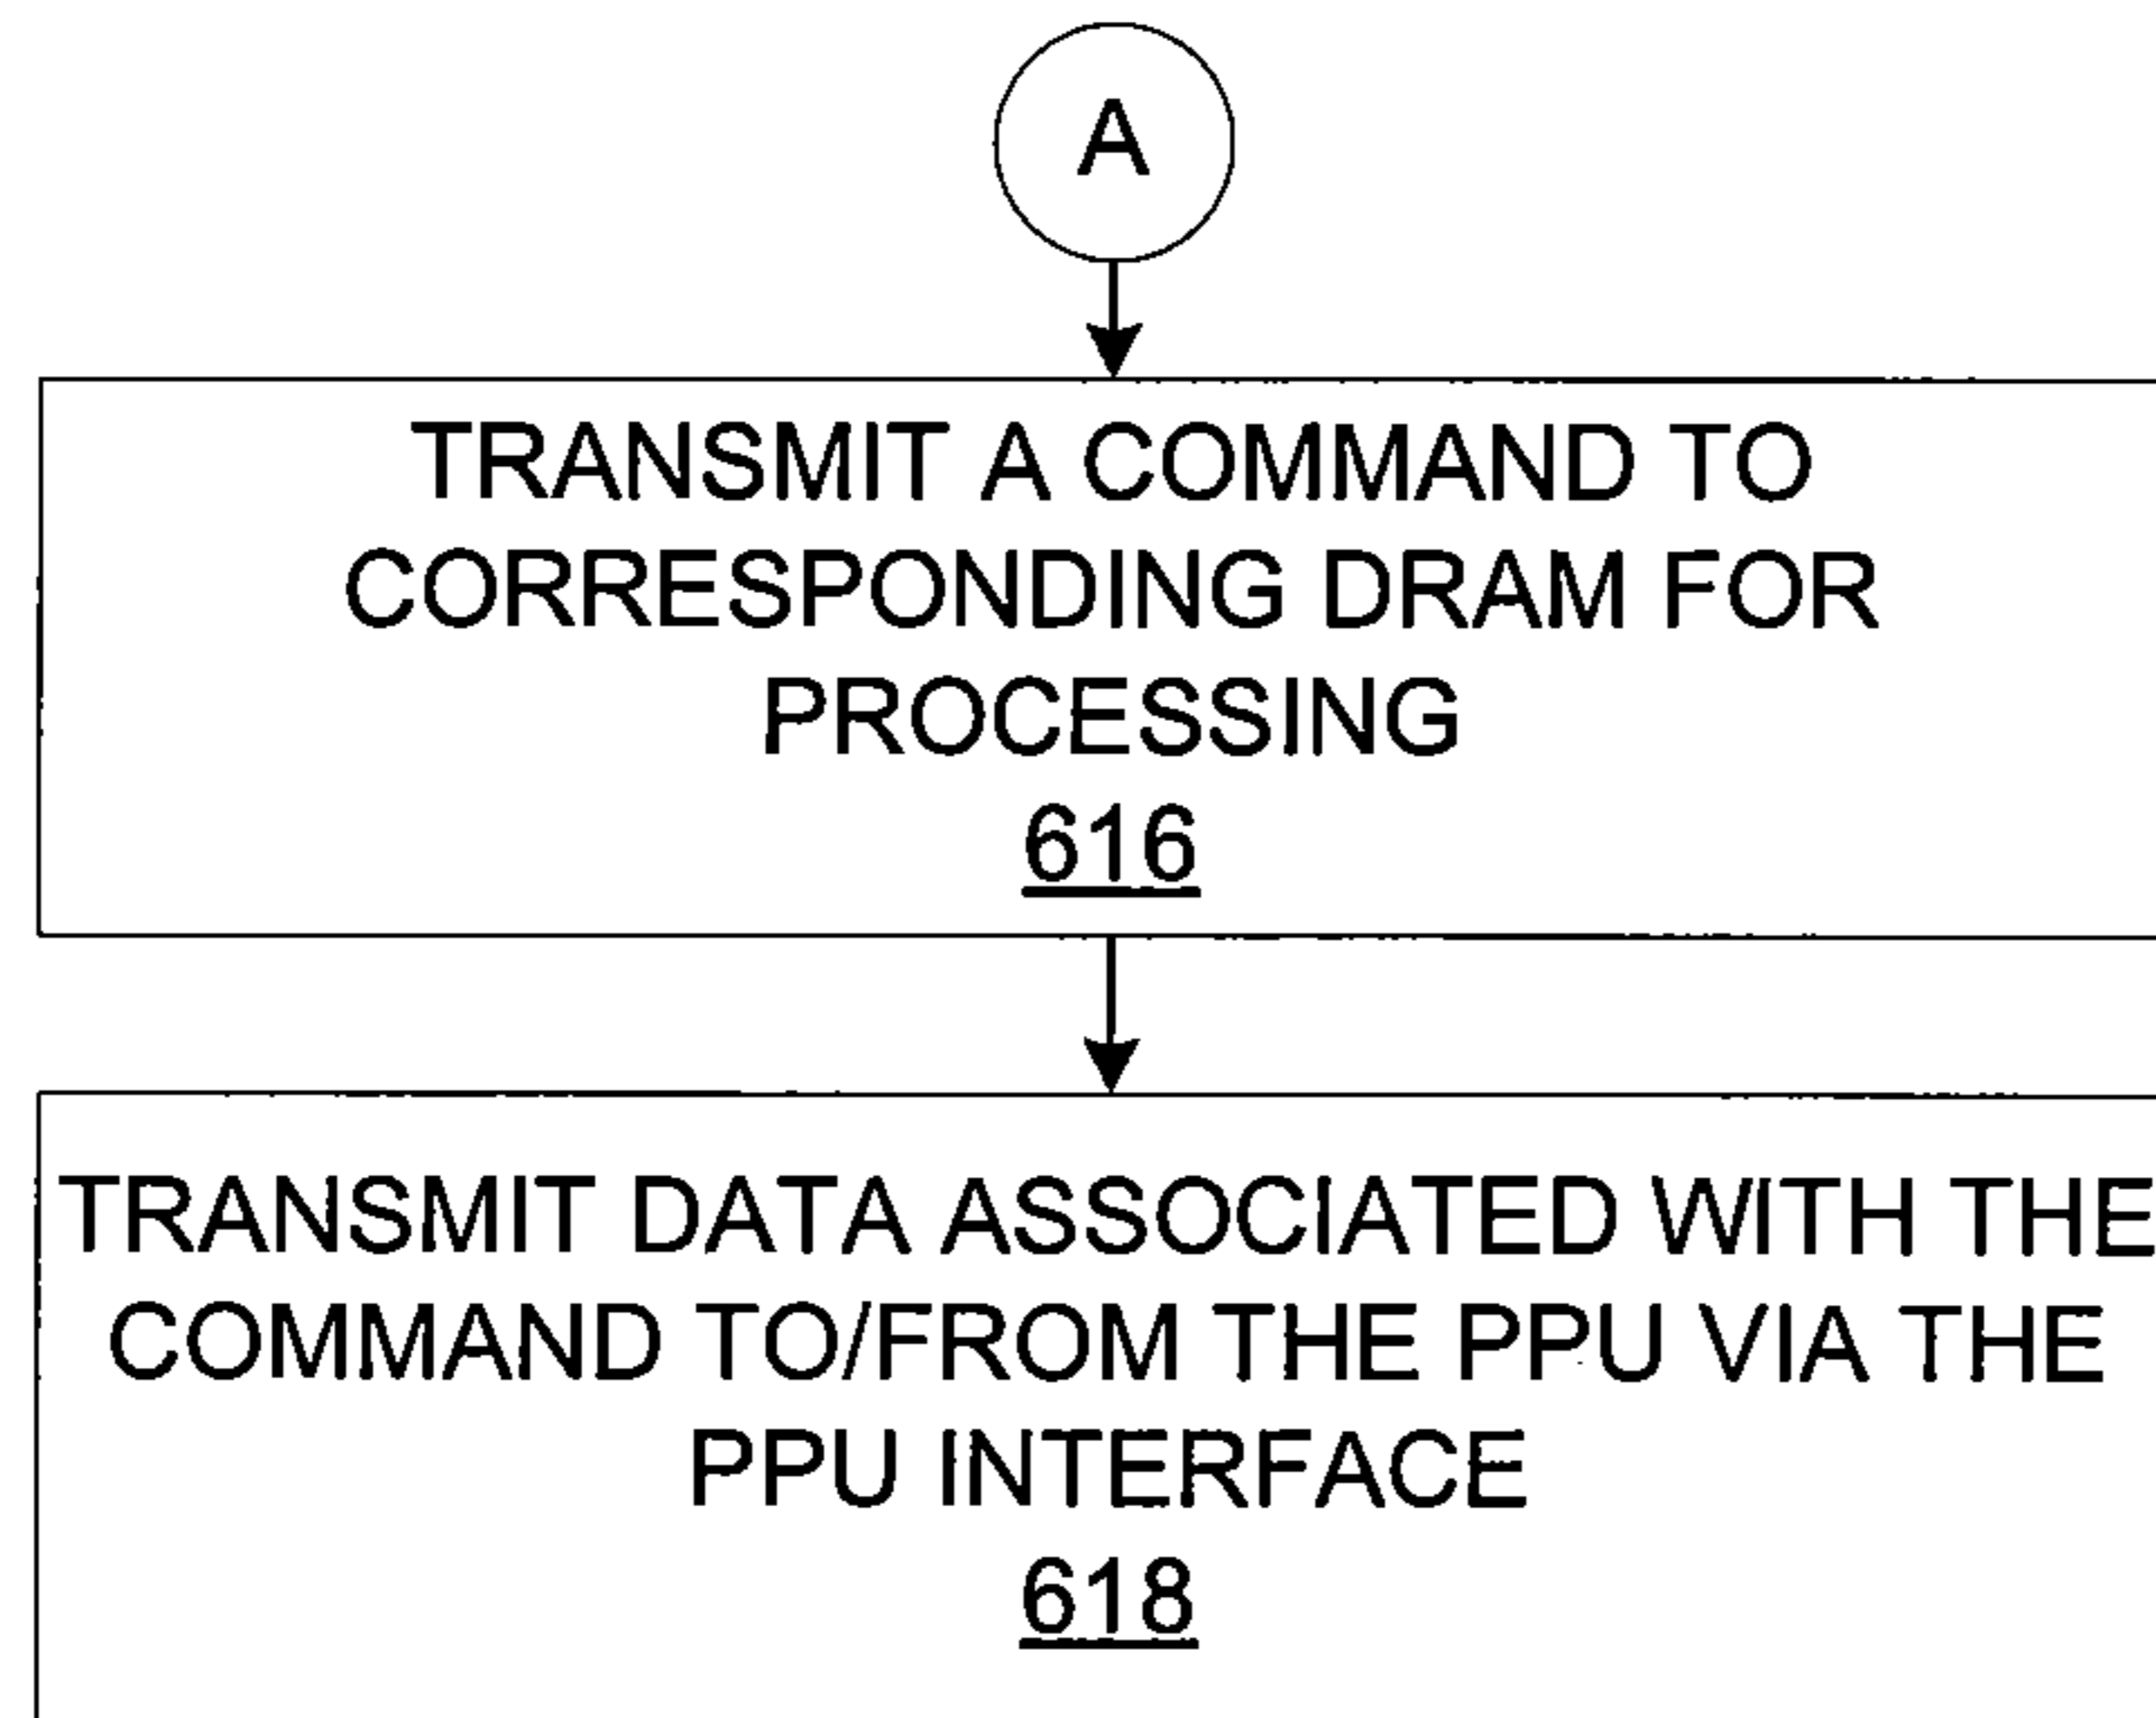 A
TRANSMIT A COMMAND TO
CORRESPONDING DRAM FOR
PROCESSING
616
TRANSMIT DATA ASSOCIATED WITH THE
COMMAND TO/FROM THE PPU VIA THE
PPU INTERFACE
618